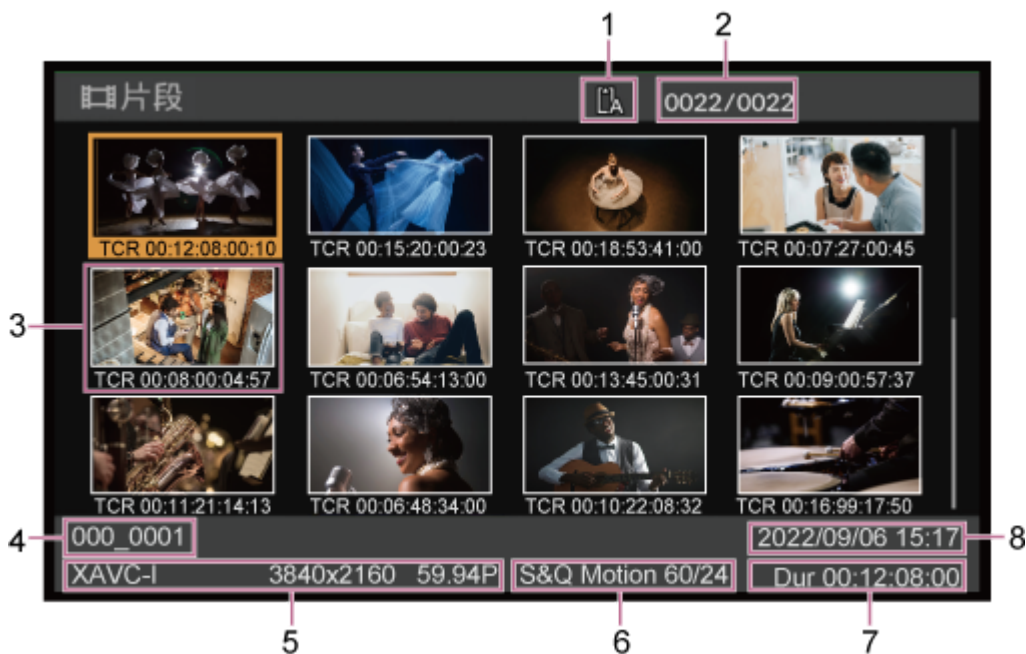 1 2
片段 A 0022/0022
TCR 00:12:08:00:10 TCR 00:15:20:00:23 TCR 00:18:53:41:00 TCR 00:07:27:00:45
3
TCR 00:08:00:04:57 TCR 00:06:54:13:00 TCR 00:13:45:00:31 TCR 00:09:00:57:37
TCR 00:11:21:14:13 TCR 00:06:48:34:00 TCR 00:10:22:08:32 TCR 00:16:99:17:50
4 000_0001 2022/09/06 15:17 8
XAVC-I 3840x2160 59.94P S&Q Motion 60/24 Dur 00:12:08:00
5 6 7